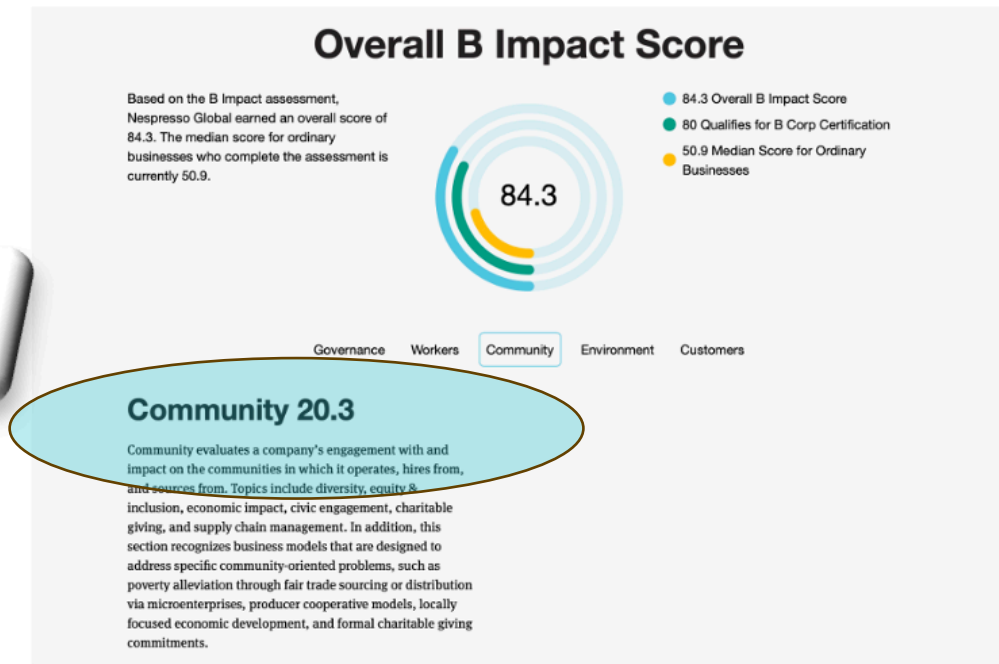 Overall B Impact Score
Based on the B Impact assessment,
Nespresso Global earned an overall score of
84.3. The median score for ordinary
businesses who complete the assessment is
currently 50.9.
84.3
84.3 Overall B Impact Score
80 Qualifies for B Corp Certification
50.9 Median Score for Ordinary
Businesses
Governance Workers Community Environment Customers
Community 20.3
Community evaluates a company's engagement with and
impact on the communities in which it operates, hires from,
and sources from. Topics include diversity, equity &
inclusion, economic impact, civic engagement, charitable
giving, and supply chain management. In addition, this
section recognizes business models that are designed to
address specific community-oriented problems, such as
poverty alleviation through fair trade sourcing or distribution
via microenterprises, producer cooperative models, locally
focused economic development, and formal charitable giving
commitments.